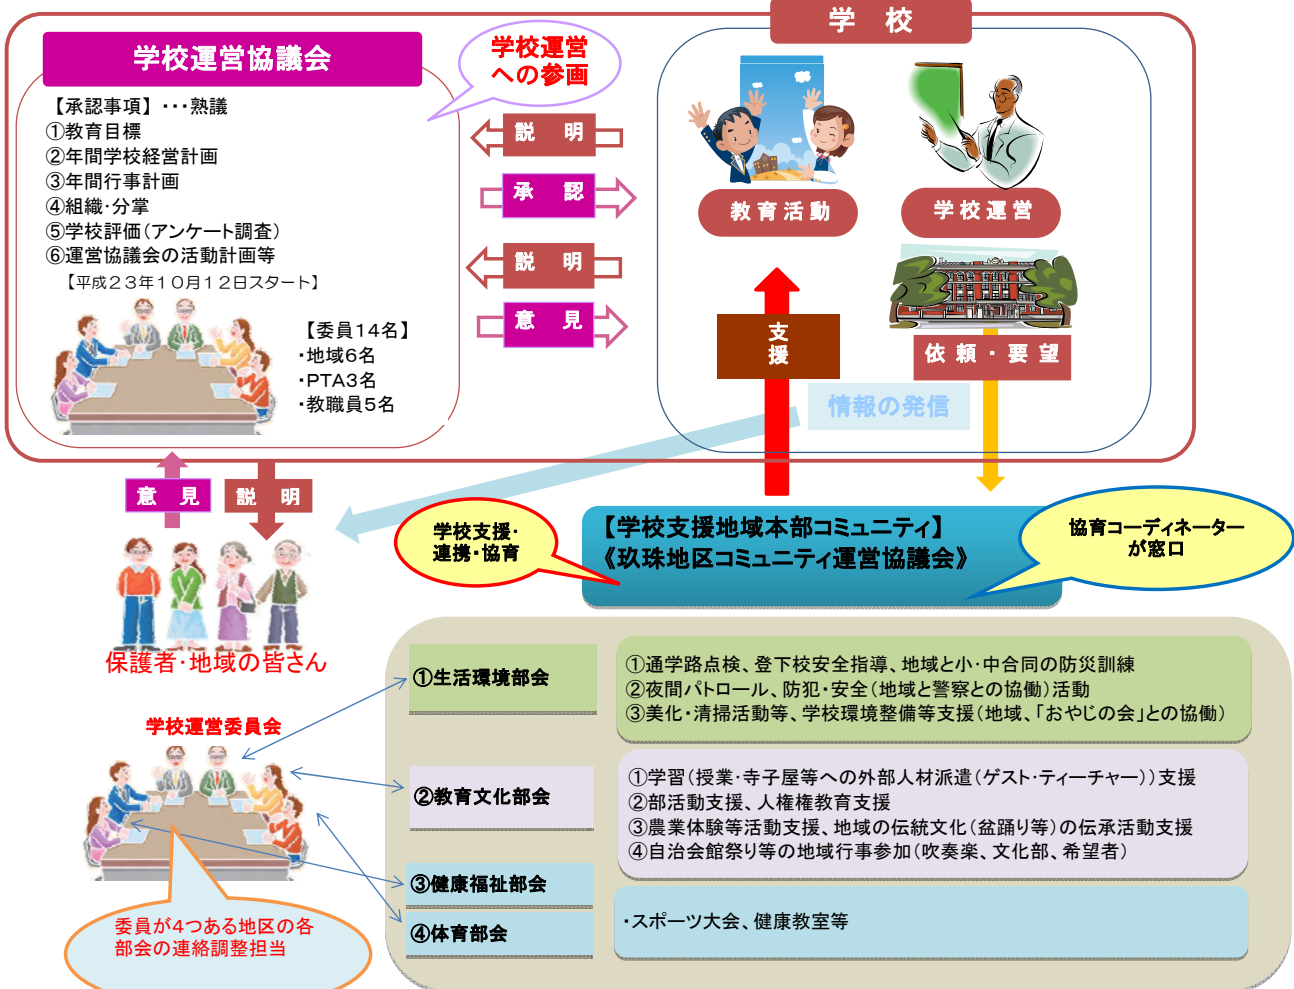 学　校
学校運営協議会
学校運営
への参画
【承認事項】・・・熟議
①教育目標
②年間学校経営計画
③年間行事計画
④組織・分掌
⑤学校評価（アンケート調査）
⑥運営協議会の活動計画等
【平成２３年１０月１２日スタート】
【委員１４名】
・地域６名
・PTA３名
・教職員５名
説　明
承　認
説　明
意　見
教育活動
学校運営
支援
依頼・要望
情報の発信
意　見
説　明
保護者・地域の皆さん
学校支援・
連携・協育
【学校支援地域本部コミュニティ】
《玖珠地区コミュニティ運営協議会》
協育コーディネーター
が窓口
学校運営委員会
委員が４つある地区の各
部会の連絡調整担当
①生活環境部会
①通学路点検、登下校安全指導、地域と小・中合同の防災訓練
②夜間パトロール、防犯・安全（地域と警察との協働）活動
③美化・清掃活動等、学校環境整備等支援（地域、「おやじの会」との協働）
②教育文化部会
①学習（授業・寺子屋等への外部人材派遣（ゲスト・ティーチャー））支援
②部活動支援、人権権教育支援
③農業体験等活動支援、地域の伝統文化（盆踊り等）の伝承活動支援
④自治会館祭り等の地域行事参加（吹奏楽、文化部、希望者）
③健康福祉部会
④体育部会
・スポーツ大会、健康教室等